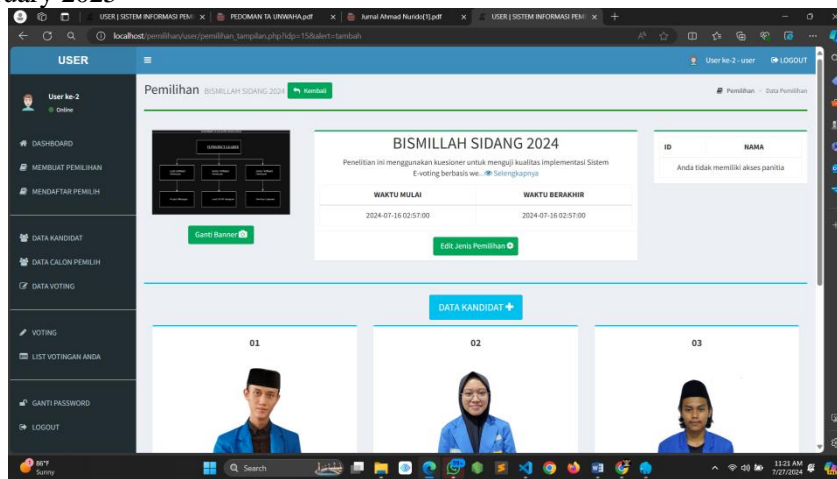 uary 2025
USER | SISTEM INFORMASI PEMI
PEDOMAN TA UNWAHA.pdf
Jurnal Ahmad Nurido[1].pdf
USER | SISTEM INFORMASI PEMI
localhost/pemilihan/user/pemilihan_tampilan.php?idp=15&alert=tambah
USER
User ke-2 - user
LOGOUT
User ke-2
Online
Pemilihan BISMILLAH SIDANG 2024 Kembali
Pemilihan > Data Pemilihan
DASHBOARD
MEMBUAT PEMILIHAN
MENDAFTAR PEMILIH
DATA KANDIDAT
DATA CALON PEMILIH
DATA VOTING
VOTING
LIST VOTINGAN ANDA
GANTI PASSWORD
LOGOUT
Ganti Banner
BISMILLAH SIDANG 2024
Penelitian ini menggunakan kuesioner untuk menguji kualitas implementasi Sistem
E-voting berbasis we... Selengkapnya
WAKTU MULAI WAKTU BERAKHIR
2024-07-16 02:57:00 2024-07-16 02:57:00
Edit Jenis Pemilihan
ID NAMA
Anda tidak memiliki akses panitia
DATA KANDIDAT
01
02
03
86°F
Sunny
Search
11:21 AM
7/27/2024